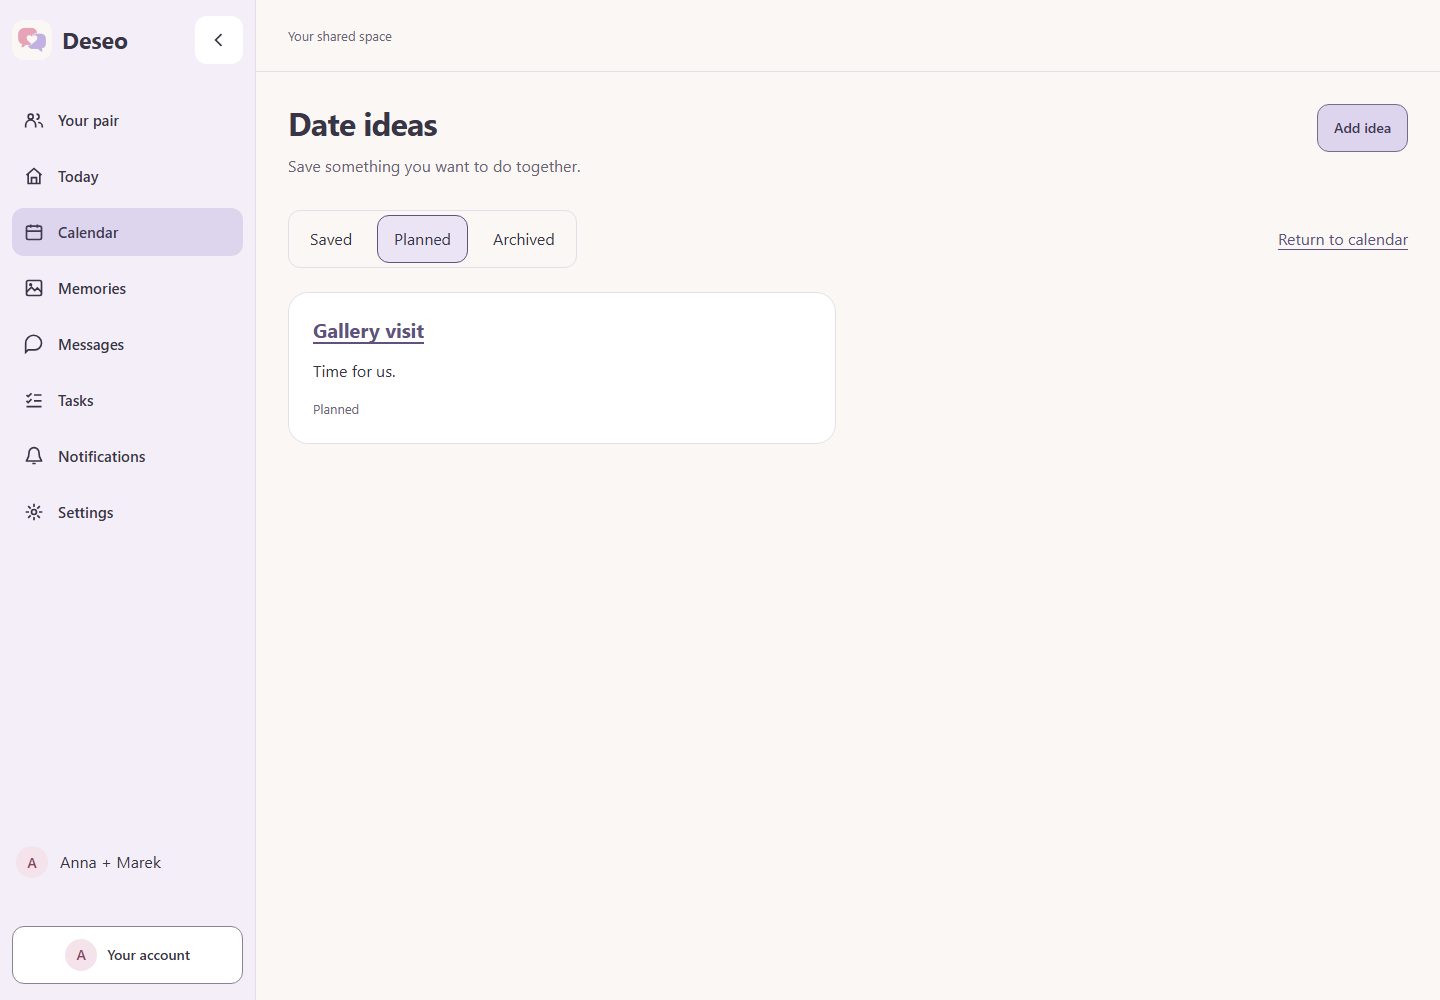 Deseo
Your pair
Today
Calendar
Memories
Messages
Tasks
Notifications
Settings
A Anna + Marek
A Your account
Your shared space
Date ideas
Save something you want to do together.
Add idea
Saved Planned Archived
Return to calendar
Gallery visit
Time for us.
Planned